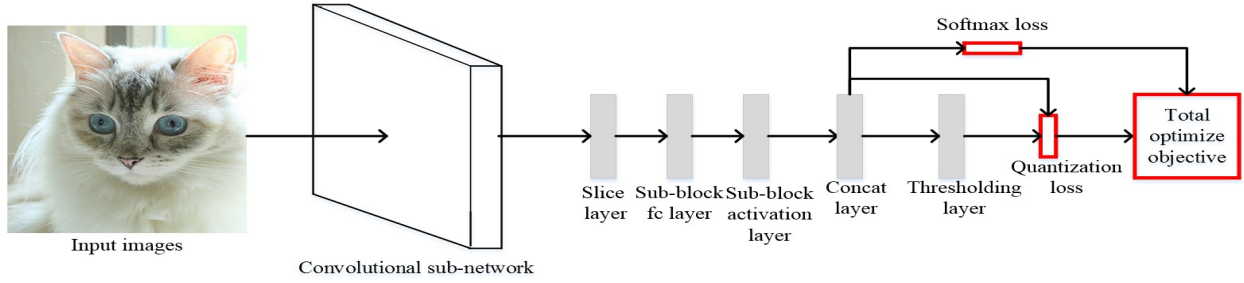 Input images
Convolutional sub-network
Slice
layer
Sub-block
fc layer
Sub-block
activation
layer
Concat
layer
Thresholding
layer
Softmax loss
Quantization
loss
Total
optimize
objective